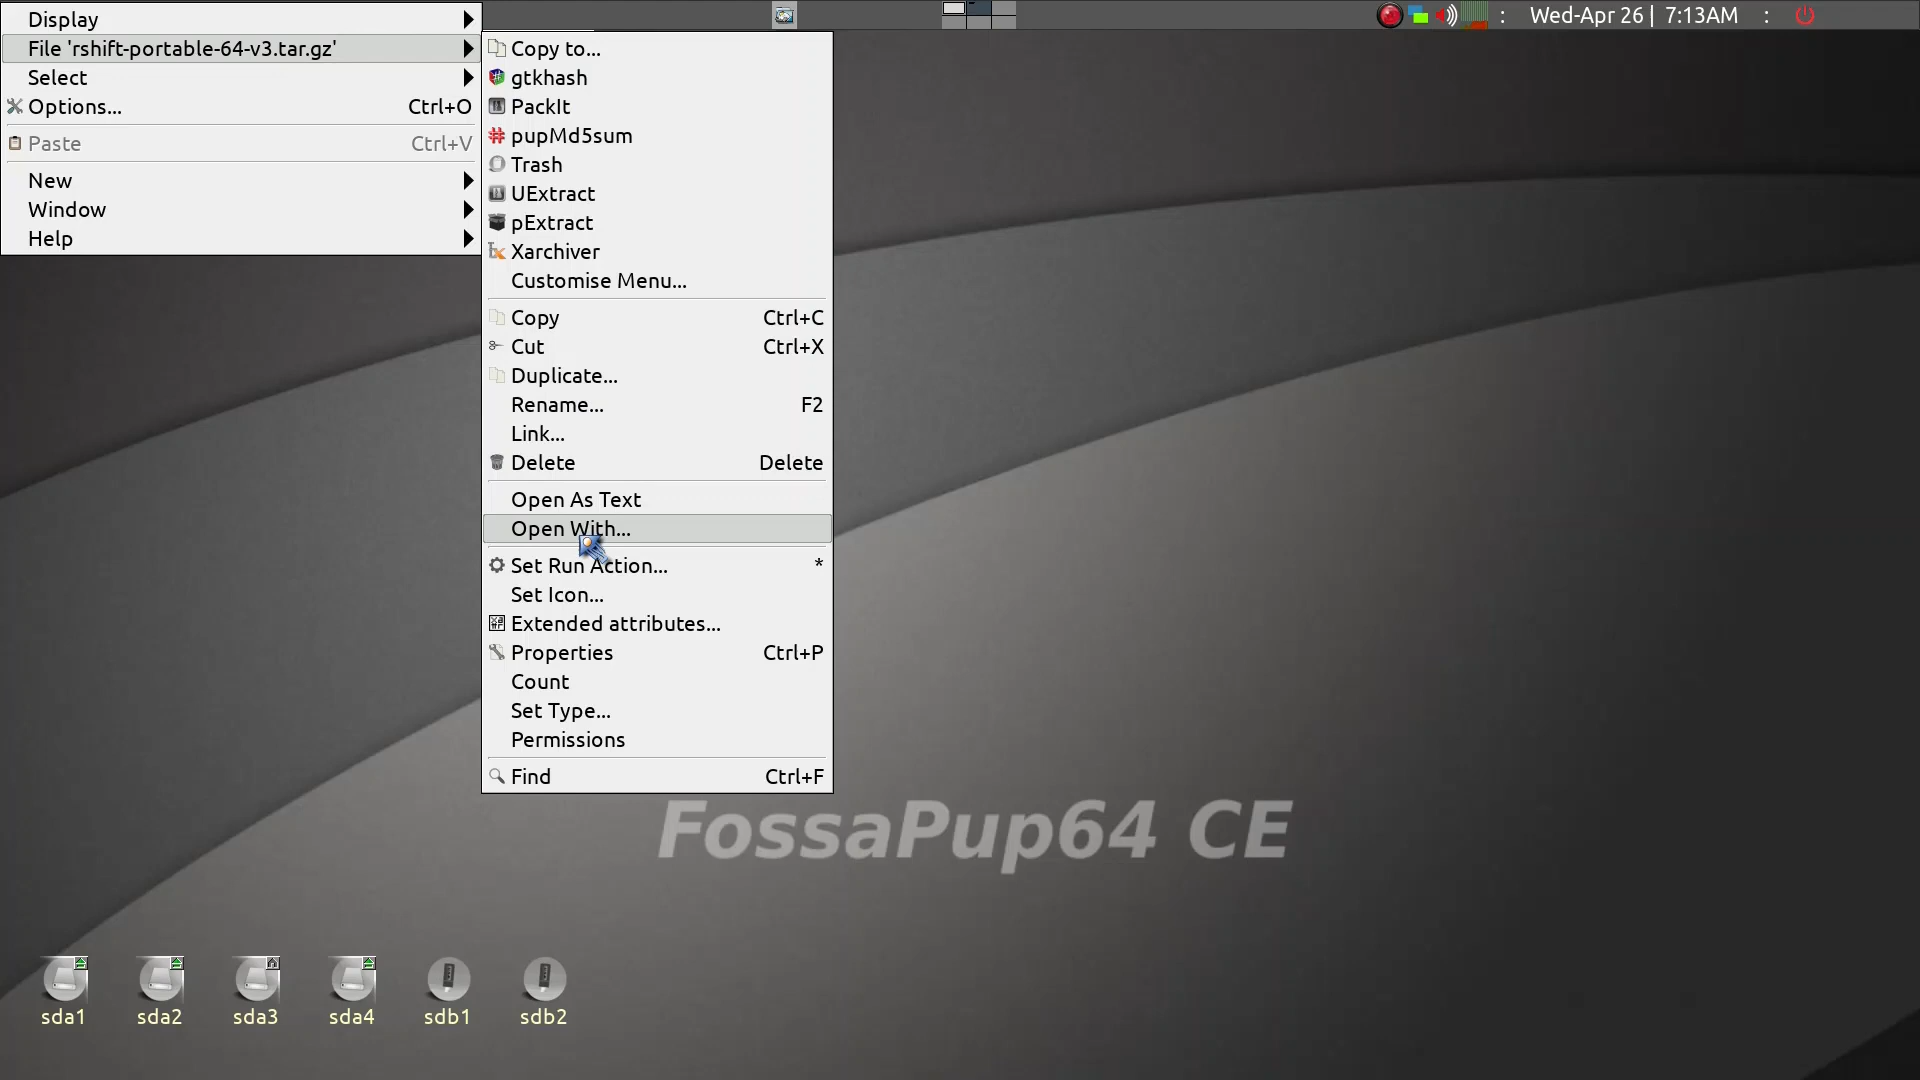 Display
File 'rshift-portable-64-v3.tar.gz'
Select
Options... Ctrl+O
Paste Ctrl+V
New
Window
Help
Copy to...
gtkhash
PackIt
pupMd5sum
Trash
UExtract
pExtract
Xarchiver
Customise Menu...
Copy Ctrl+C
Cut Ctrl+X
Duplicate...
Rename... F2
Link...
Delete Delete
Open As Text
Open With...
Set Run Action... *
Set Icon...
Extended attributes...
Properties Ctrl+P
Count
Set Type...
Permissions
Find Ctrl+F
: Wed-Apr 26 | 7:13AM :
FossaPup64 CE
sda1 sda2 sda3 sda4 sdb1 sdb2